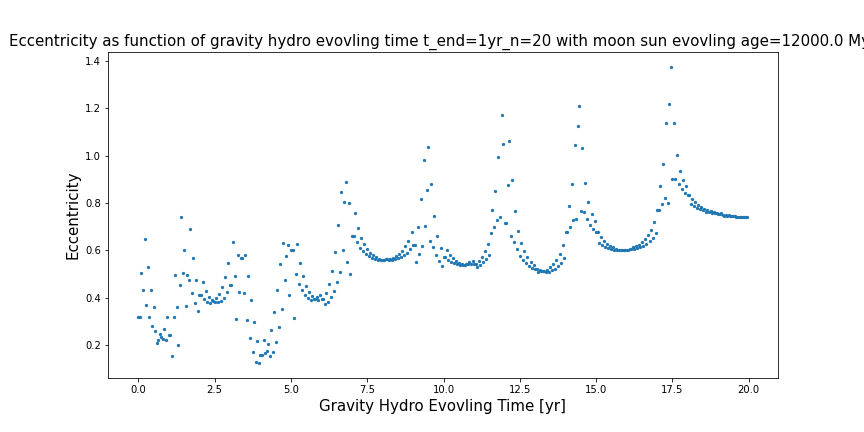 Eccentricity as function of gravity hydro evovling time t_end=1yr_n=20 with moon sun evovling age=12000.0 My
1.4
1.2
1.0
0.8
0.6
0.4
0.2
Eccentricity
0.0 2.5 5.0 7.5 10.0 12.5 15.0 17.5 20.0
Gravity Hydro Evovling Time [yr]